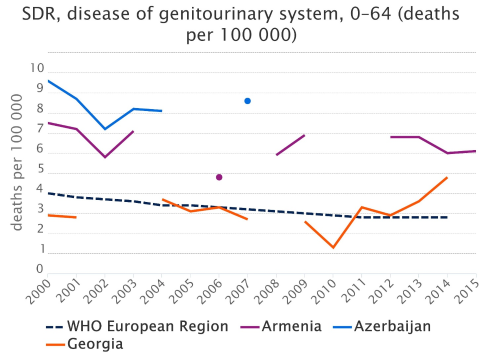 SDR, disease of genitourinary system, 0–64 (deaths
per 100 000)
deaths per 100 000
10
9
8
7
6
5
4
3
2
1
0
2000 2001 2002 2003 2004 2005 2006 2007 2008 2009 2010 2011 2012 2013 2014 2015
WHO European Region Armenia Azerbaijan
Georgia